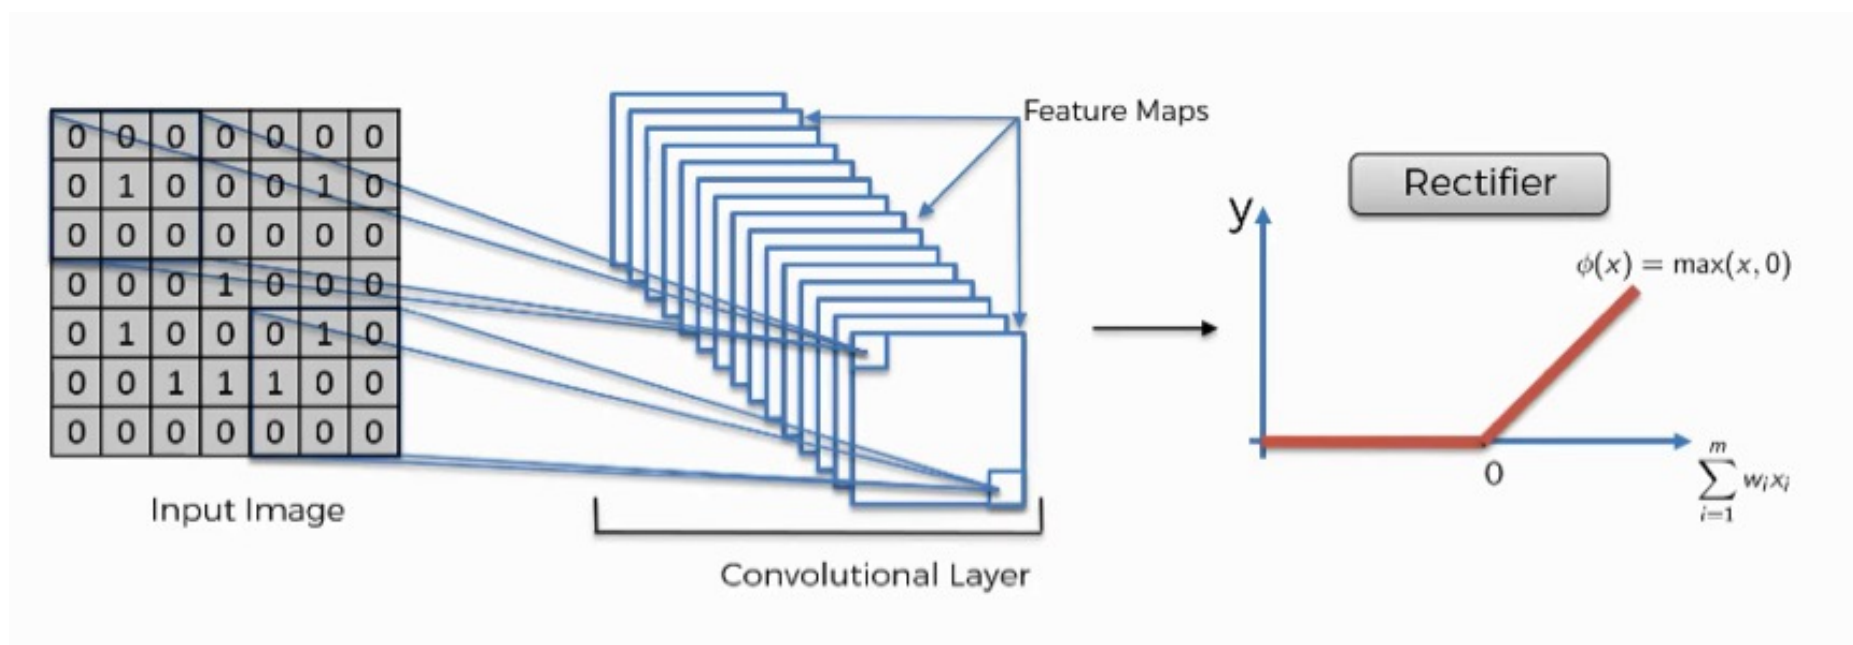 0 0 0 0 0 0 0
0 1 0 0 0 1 0
0 0 0 0 0 0 0
0 0 0 1 0 0 0
0 1 0 0 0 1 0
0 0 1 1 1 0 0
0 0 0 0 0 0 0
Input Image
Feature Maps
Convolutional Layer
Rectifier
y
ϕ(x) = max(x, 0)
0
m
∑ wᵢxᵢ
i=1